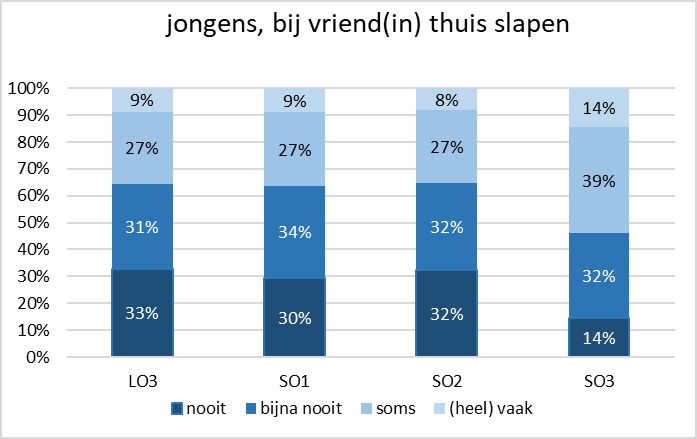 jongens, bij vriend(in) thuis slapen
100%
90%
80%
70%
60%
50%
40%
30%
20%
10%
0%
9% 9% 8% 14%
27% 27% 27% 39%
31% 34% 32% 32%
33% 30% 32% 14%
LO3 SO1 SO2 SO3
nooit bijna nooit soms (heel) vaak